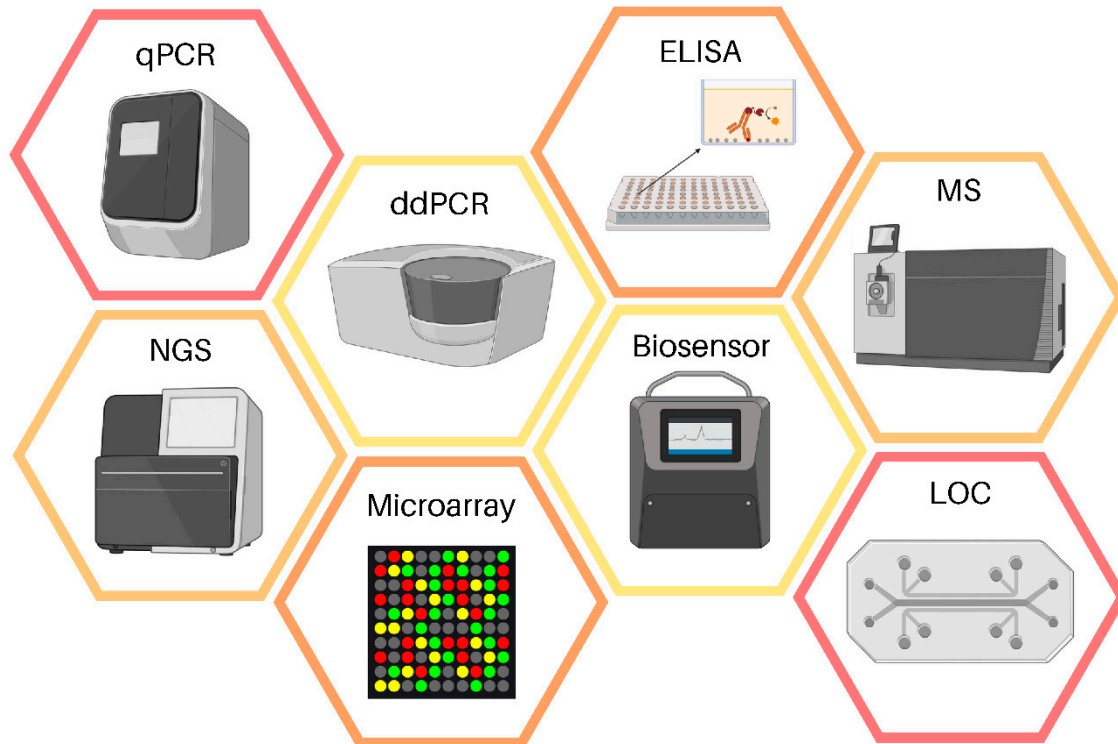 qPCR
ELISA
ddPCR
MS
NGS
Biosensor
Microarray
LOC